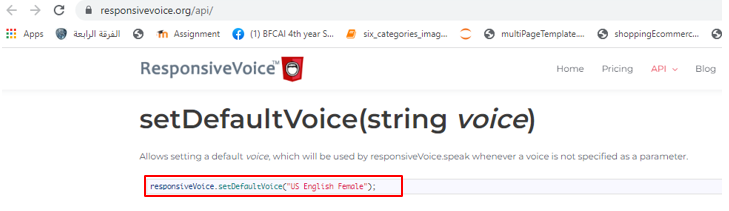 responsivevoice.org/api/
Apps الفرقة الرابعة Assignment (1) BFCAI 4th year S... six_categories_imag... multiPageTemplate.... shoppingEcommerc...
ResponsiveVoice™ Home Pricing API Blog
setDefaultVoice(string voice)
Allows setting a default voice, which will be used by responsiveVoice.speak whenever a voice is not specified as a parameter.
responsiveVoice.setDefaultVoice("US English Female");